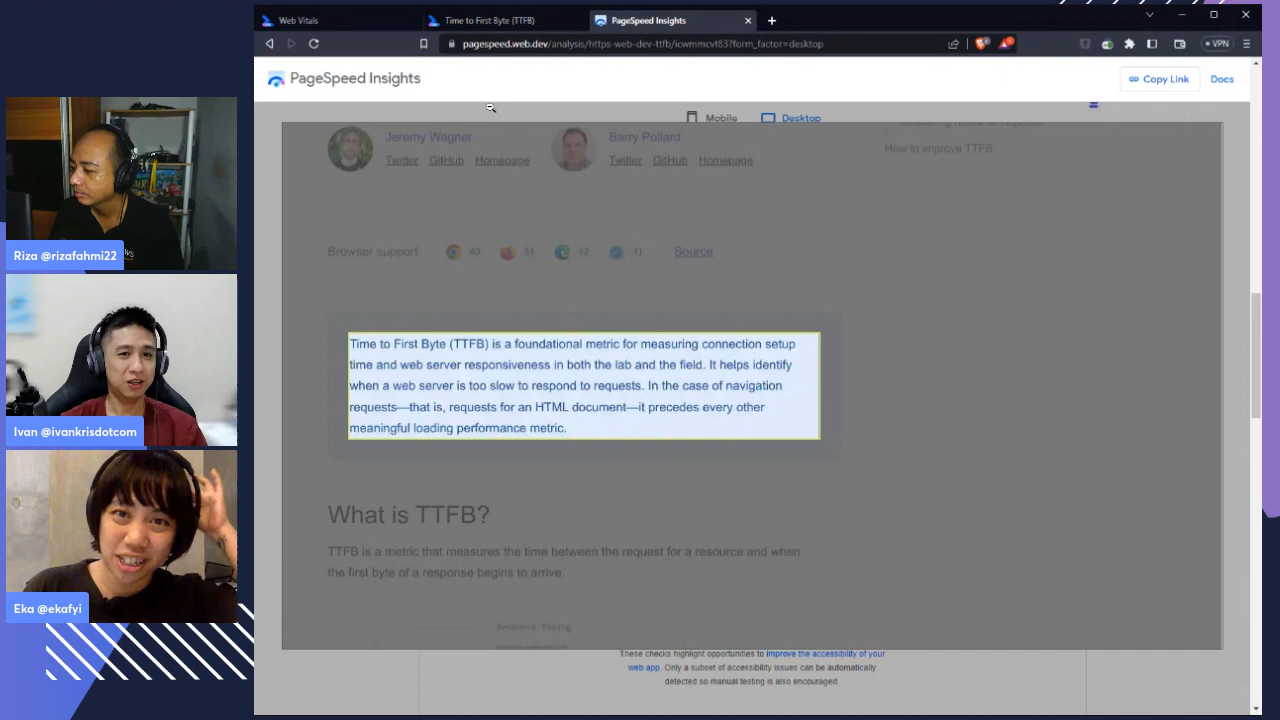 Web Vitals
Time to First Byte (TTFB)
PageSpeed Insights
pagespeed.web.dev/analysis/https-web-dev-ttfb/icwmmcvt83?form_factor=desktop
VPN
PageSpeed Insights
Copy Link
Docs
Mobile
Desktop
Jeremy Wagner
Twitter GitHub Homepage
Barry Pollard
Twitter GitHub Homepage
How to improve TTFB
Browser support
43
31
12
11
Source
Time to First Byte (TTFB) is a foundational metric for measuring connection setup
time and web server responsiveness in both the lab and the field. It helps identify
when a web server is too slow to respond to requests. In the case of navigation
requests—that is, requests for an HTML document—it precedes every other
meaningful loading performance metric.
What is TTFB?
TTFB is a metric that measures the time between the request for a resource and when
the first byte of a response begins to arrive.
Resource Timing
These checks highlight opportunities to improve the accessibility of your
web app. Only a subset of accessibility issues can be automatically
detected so manual testing is also encouraged.
Riza @rizafahmi22
Ivan @ivankrisdotcom
Eka @ekafyi